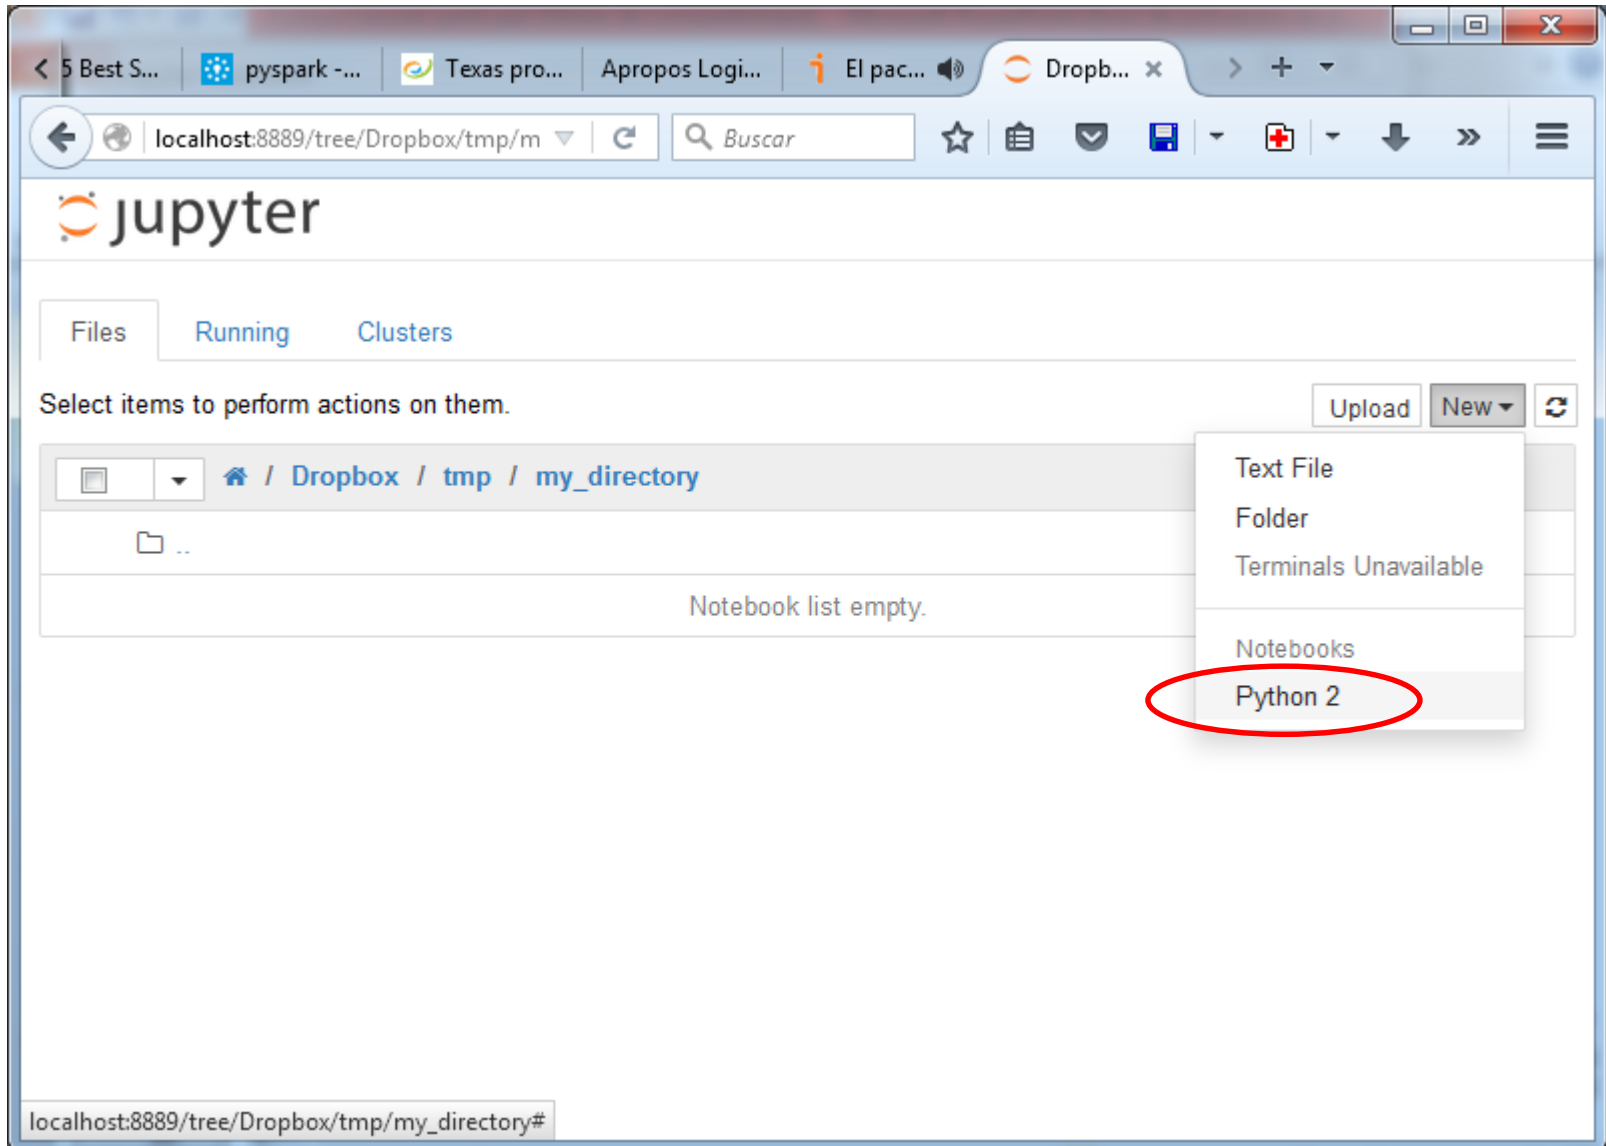 5 Best S... pyspark -... Texas pro... Apropos Logi... El pac... Dropb...
localhost:8889/tree/Dropbox/tmp/m Buscar
jupyter
Files Running Clusters
Select items to perform actions on them. Upload New
/ Dropbox / tmp / my_directory
Text File
Folder
..
Terminals Unavailable
Notebook list empty.
Notebooks
Python 2
localhost:8889/tree/Dropbox/tmp/my_directory#